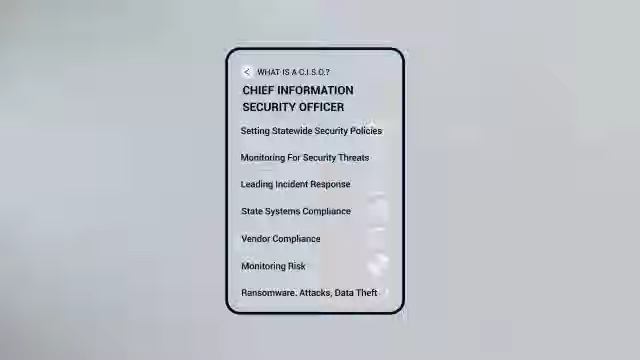 WHAT IS A C.I.S.O.?
CHIEF INFORMATION
SECURITY OFFICER
Setting Statewide Security Policies
Monitoring For Security Threats
Leading Incident Response
State Systems Compliance
Vendor Compliance
Monitoring Risk
Ransomware, Attacks, Data Theft